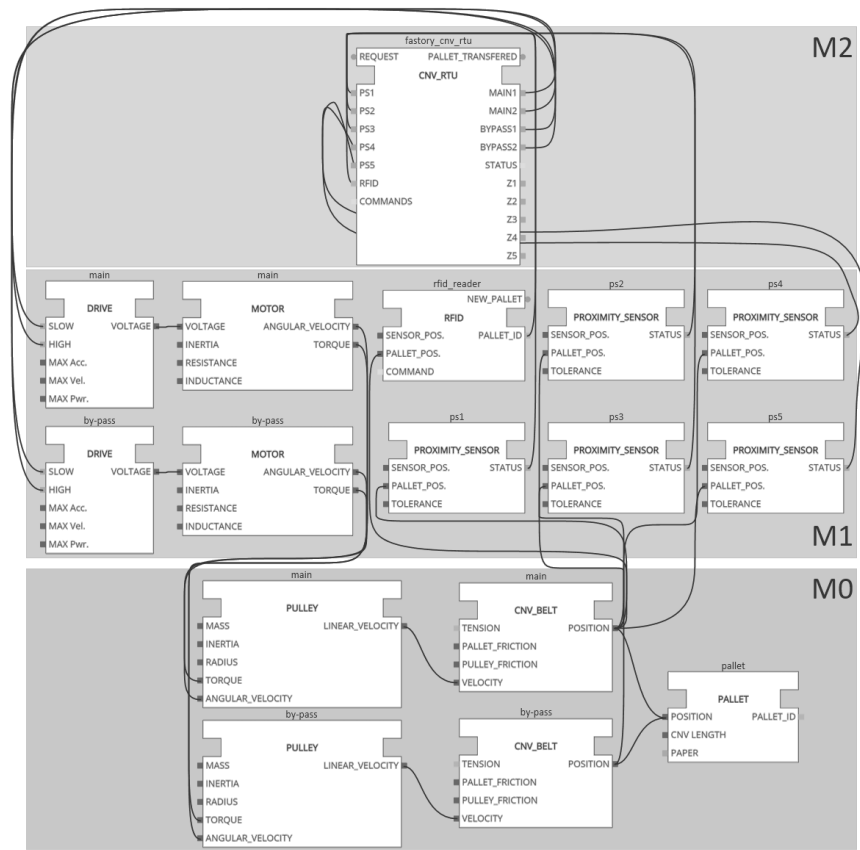 M2
fastory_cnv_rtu
REQUEST PALLET_TRANSFERED
CNV_RTU
PS1 MAIN1
PS2 MAIN2
PS3 BYPASS1
PS4 BYPASS2
PS5 STATUS
RFID Z1
COMMANDS Z2
Z3
Z4
Z5
main
DRIVE
SLOW VOLTAGE
HIGH
MAX Acc.
MAX Vel.
MAX Pwr.
main
MOTOR
VOLTAGE ANGULAR_VELOCITY
INERTIA TORQUE
RESISTANCE
INDUCTANCE
rfid_reader
NEW_PALLET
RFID
SENSOR_POS. PALLET_ID
PALLET_POS.
COMMAND
ps2
PROXIMITY_SENSOR
SENSOR_POS. STATUS
PALLET_POS.
TOLERANCE
ps4
PROXIMITY_SENSOR
SENSOR_POS. STATUS
PALLET_POS.
TOLERANCE
by-pass
DRIVE
SLOW VOLTAGE
HIGH
MAX Acc.
MAX Vel.
MAX Pwr.
by-pass
MOTOR
VOLTAGE ANGULAR_VELOCITY
INERTIA TORQUE
RESISTANCE
INDUCTANCE
ps1
PROXIMITY_SENSOR
SENSOR_POS. STATUS
PALLET_POS.
TOLERANCE
ps3
PROXIMITY_SENSOR
SENSOR_POS. STATUS
PALLET_POS.
TOLERANCE
ps5
PROXIMITY_SENSOR
SENSOR_POS. STATUS
PALLET_POS.
TOLERANCE
M1
M0
main
PULLEY
MASS LINEAR_VELOCITY
INERTIA
RADIUS
TORQUE
ANGULAR_VELOCITY
main
CNV_BELT
TENSION POSITION
PALLET_FRICTION
PULLEY_FRICTION
VELOCITY
pallet
PALLET
POSITION PALLET_ID
CNV LENGTH
PAPER
by-pass
PULLEY
MASS LINEAR_VELOCITY
INERTIA
RADIUS
TORQUE
ANGULAR_VELOCITY
by-pass
CNV_BELT
TENSION POSITION
PALLET_FRICTION
PULLEY_FRICTION
VELOCITY